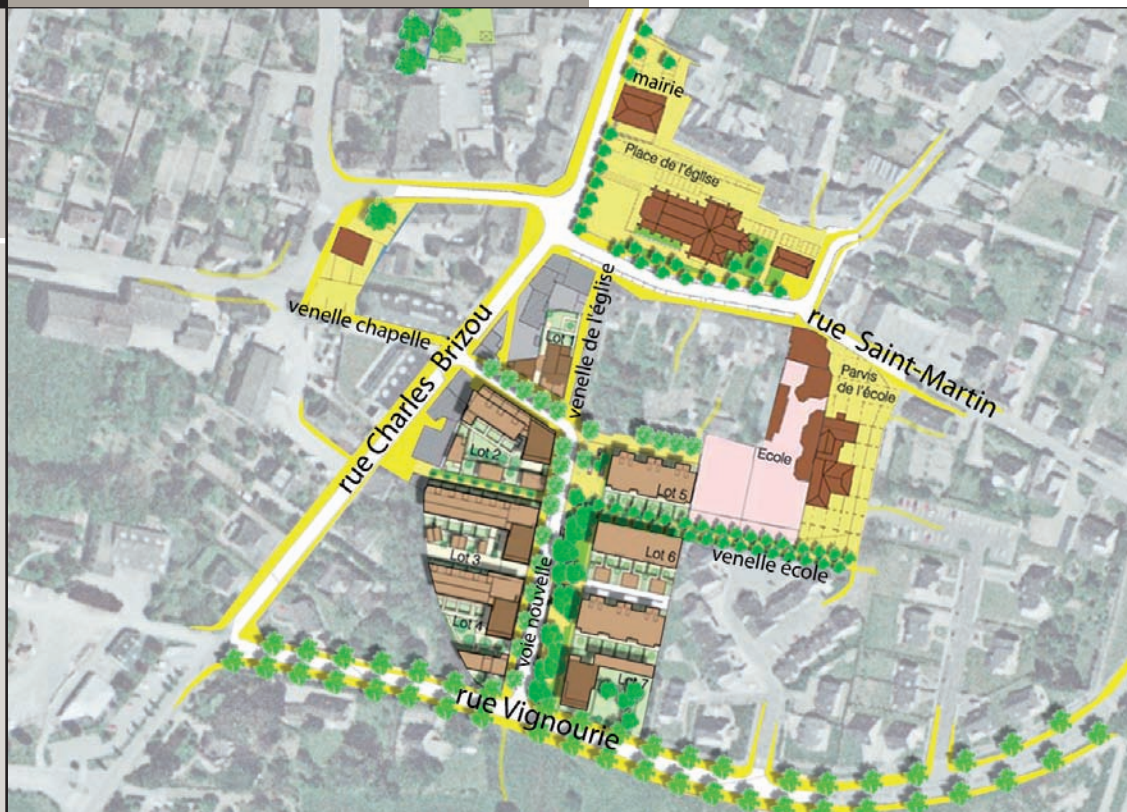 mairie
Place de l'église
rue Saint-Martin
venelle de l'église
venelle chapelle
rue Charles Brizou
Lot 1
Parvis
de l'école
Ecole
Lot 2
Lot 5
Lot 6
venelle école
Lot 3
voie nouvelle
Lot 4
Lot 7
rue Vignourie